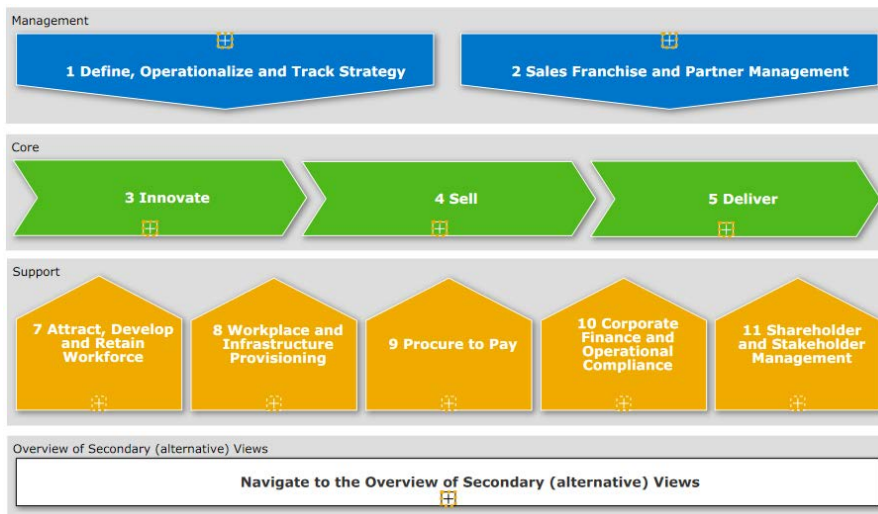 Management
1 Define, Operationalize and Track Strategy
2 Sales Franchise and Partner Management
Core
3 Innovate
4 Sell
5 Deliver
Support
7 Attract, Develop
and Retain
Workforce
8 Workplace and
Infrastructure
Provisioning
9 Procure to Pay
10 Corporate
Finance and
Operational
Compliance
11 Shareholder
and Stakeholder
Management
Overview of Secondary (alternative) Views
Navigate to the Overview of Secondary (alternative) Views